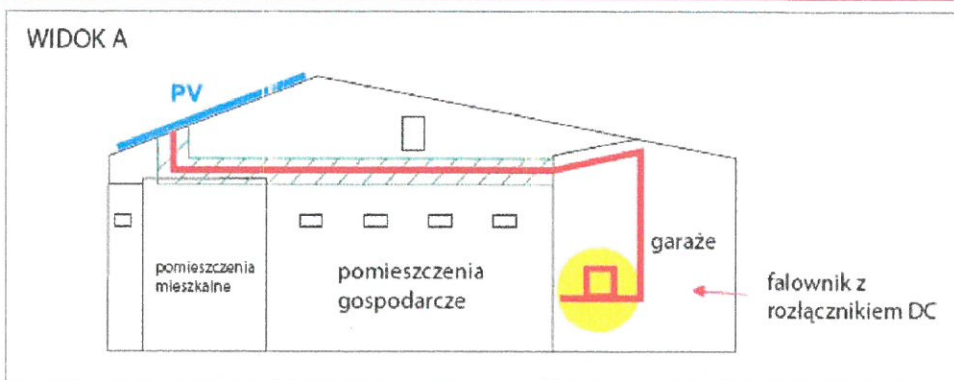 WIDOK A
PV
pomieszczenia
mieszkalne
pomieszczenia
gospodarcze
garaże
falownik z
rozłącznikiem DC